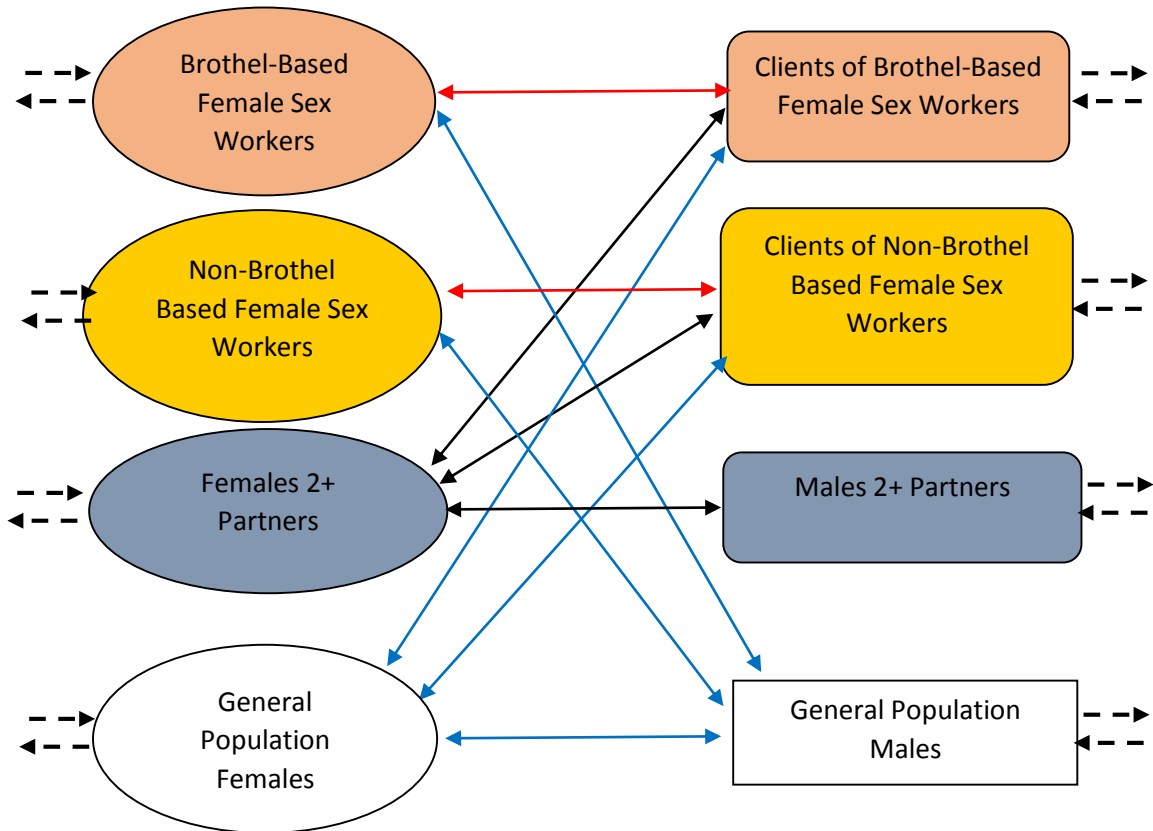 Brothel-Based
Female Sex
Workers
Clients of Brothel-Based
Female Sex Workers
Non-Brothel
Based Female Sex
Workers
Clients of Non-Brothel
Based Female Sex
Workers
Females 2+
Partners
Males 2+ Partners
General
Population
Females
General Population
Males